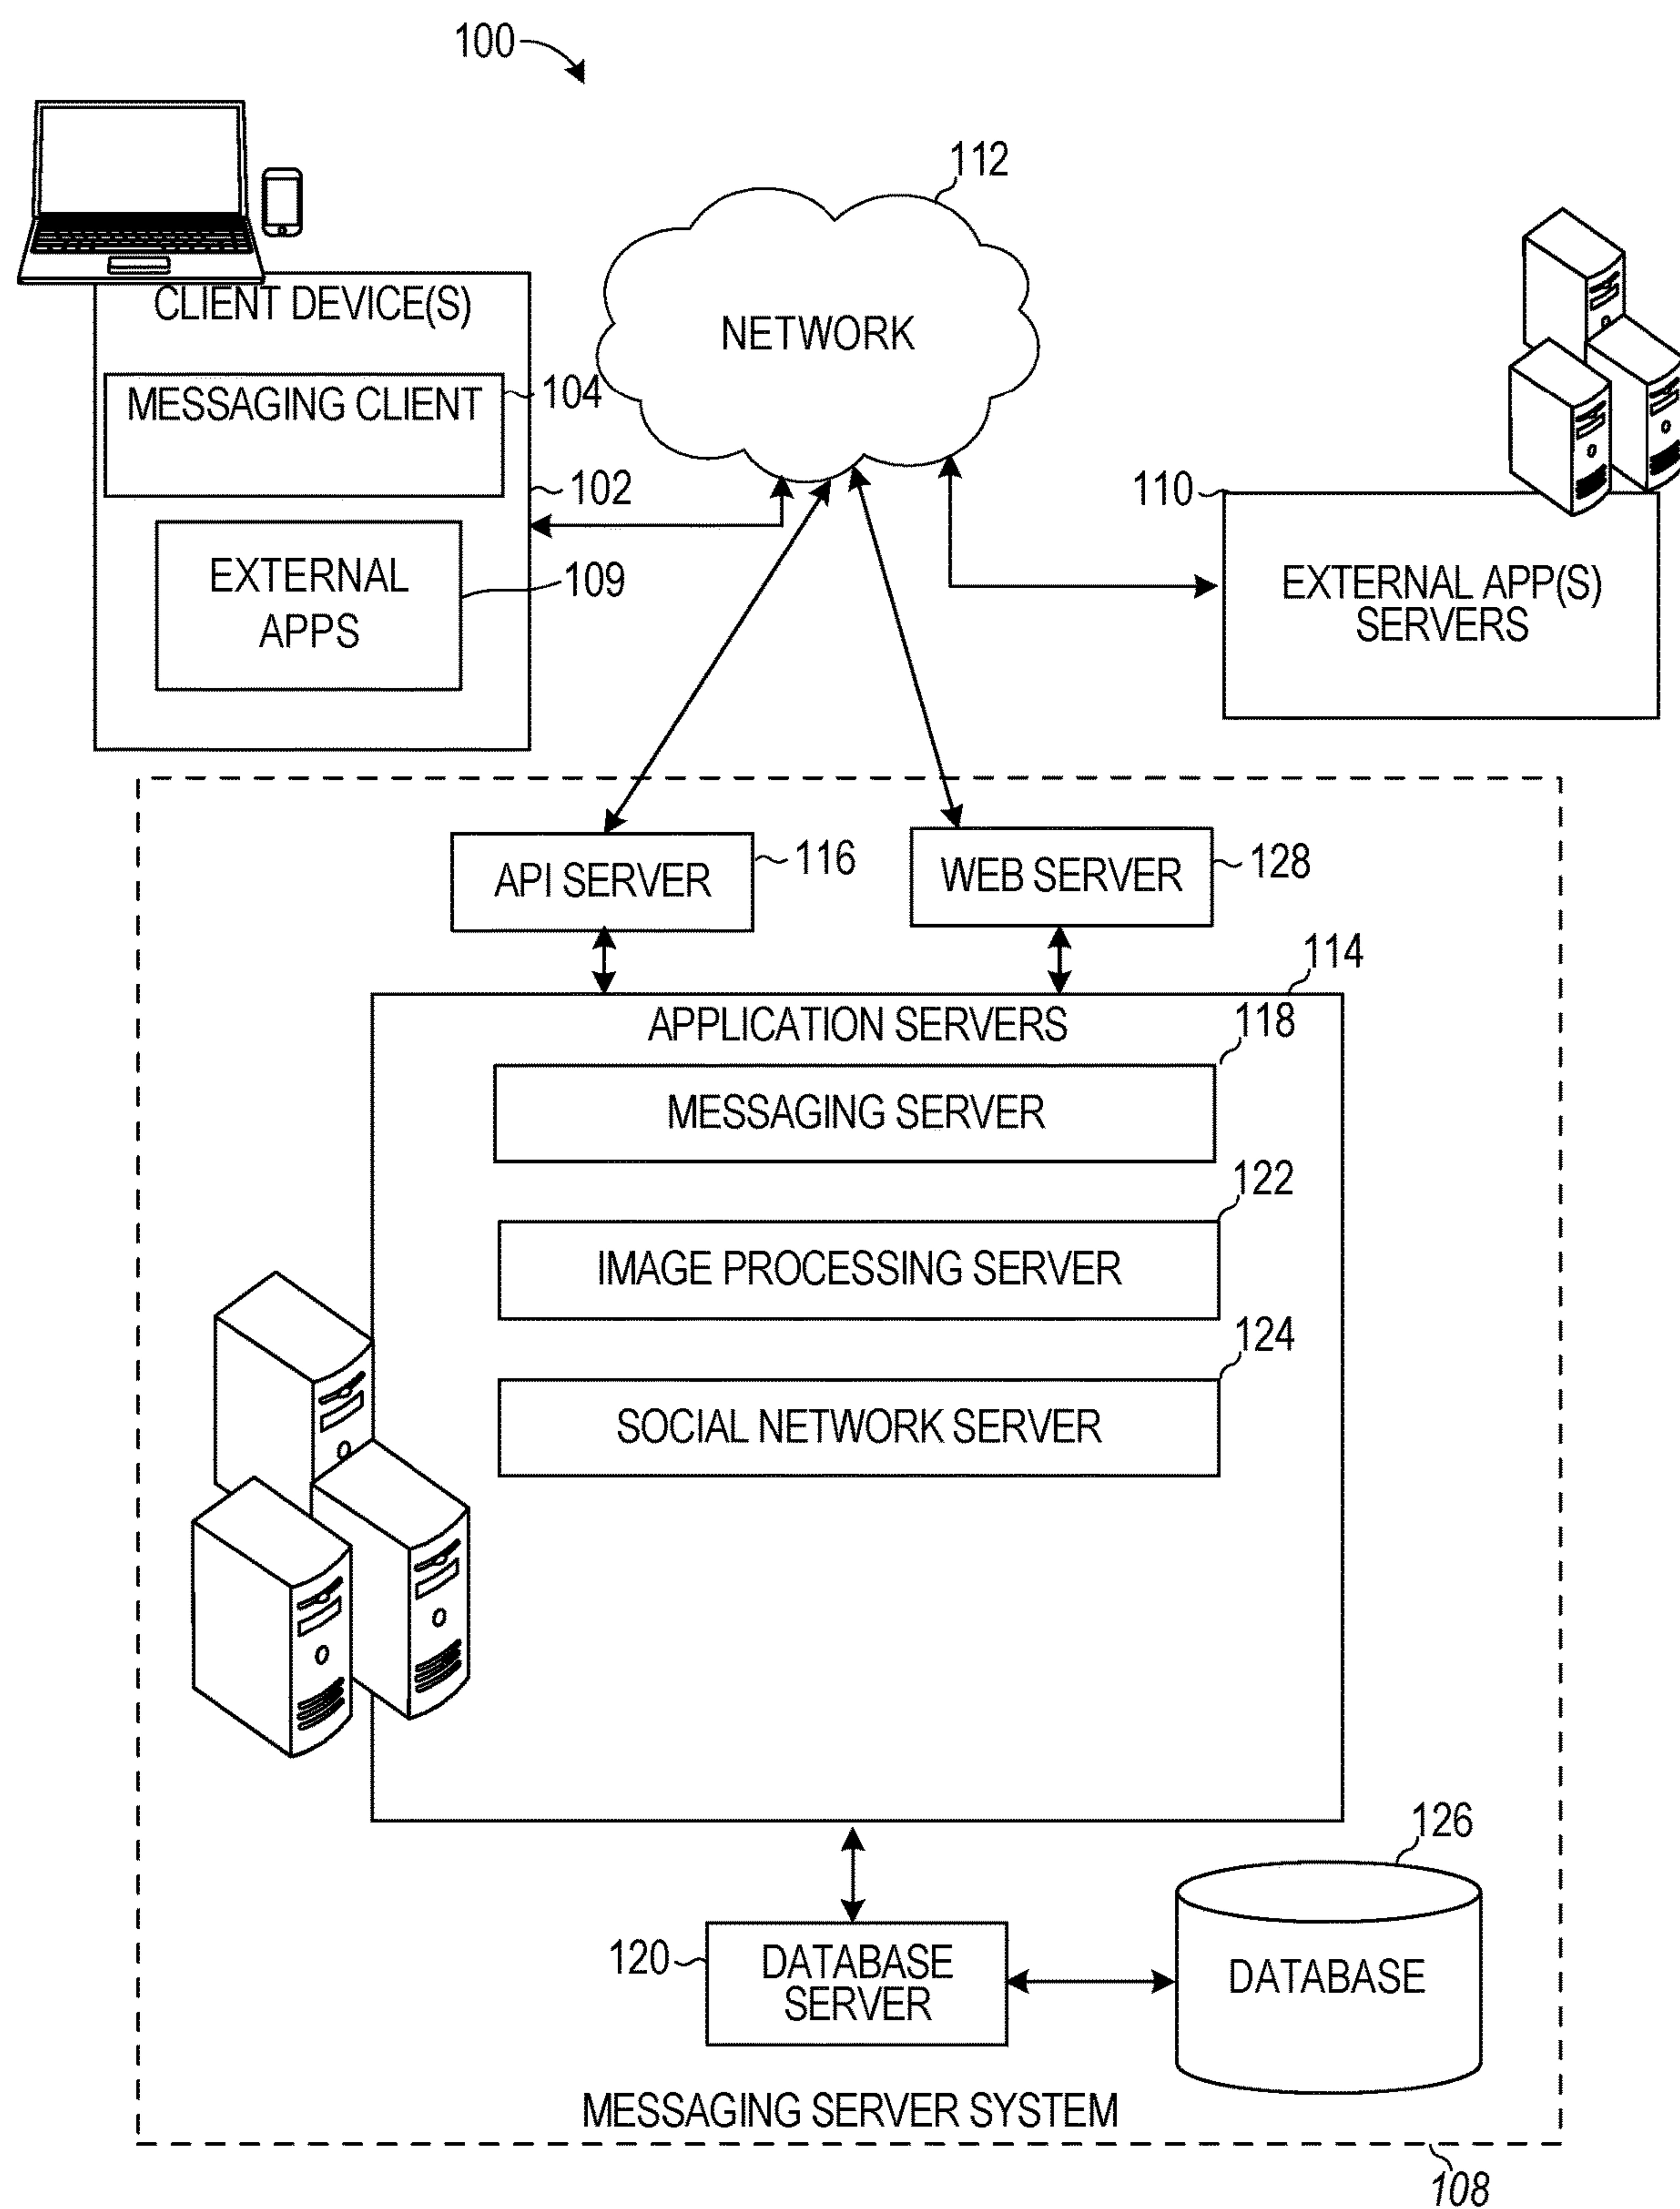 100
112
CLIENT DEVICE(S)
NETWORK
MESSAGING CLIENT
104
102
110
EXTERNAL
APPS
109
EXTERNAL APP(S)
SERVERS
API SERVER
116
WEB SERVER
128
114
APPLICATION SERVERS
118
MESSAGING SERVER
122
IMAGE PROCESSING SERVER
124
SOCIAL NETWORK SERVER
126
120
DATABASE
SERVER
DATABASE
MESSAGING SERVER SYSTEM
108